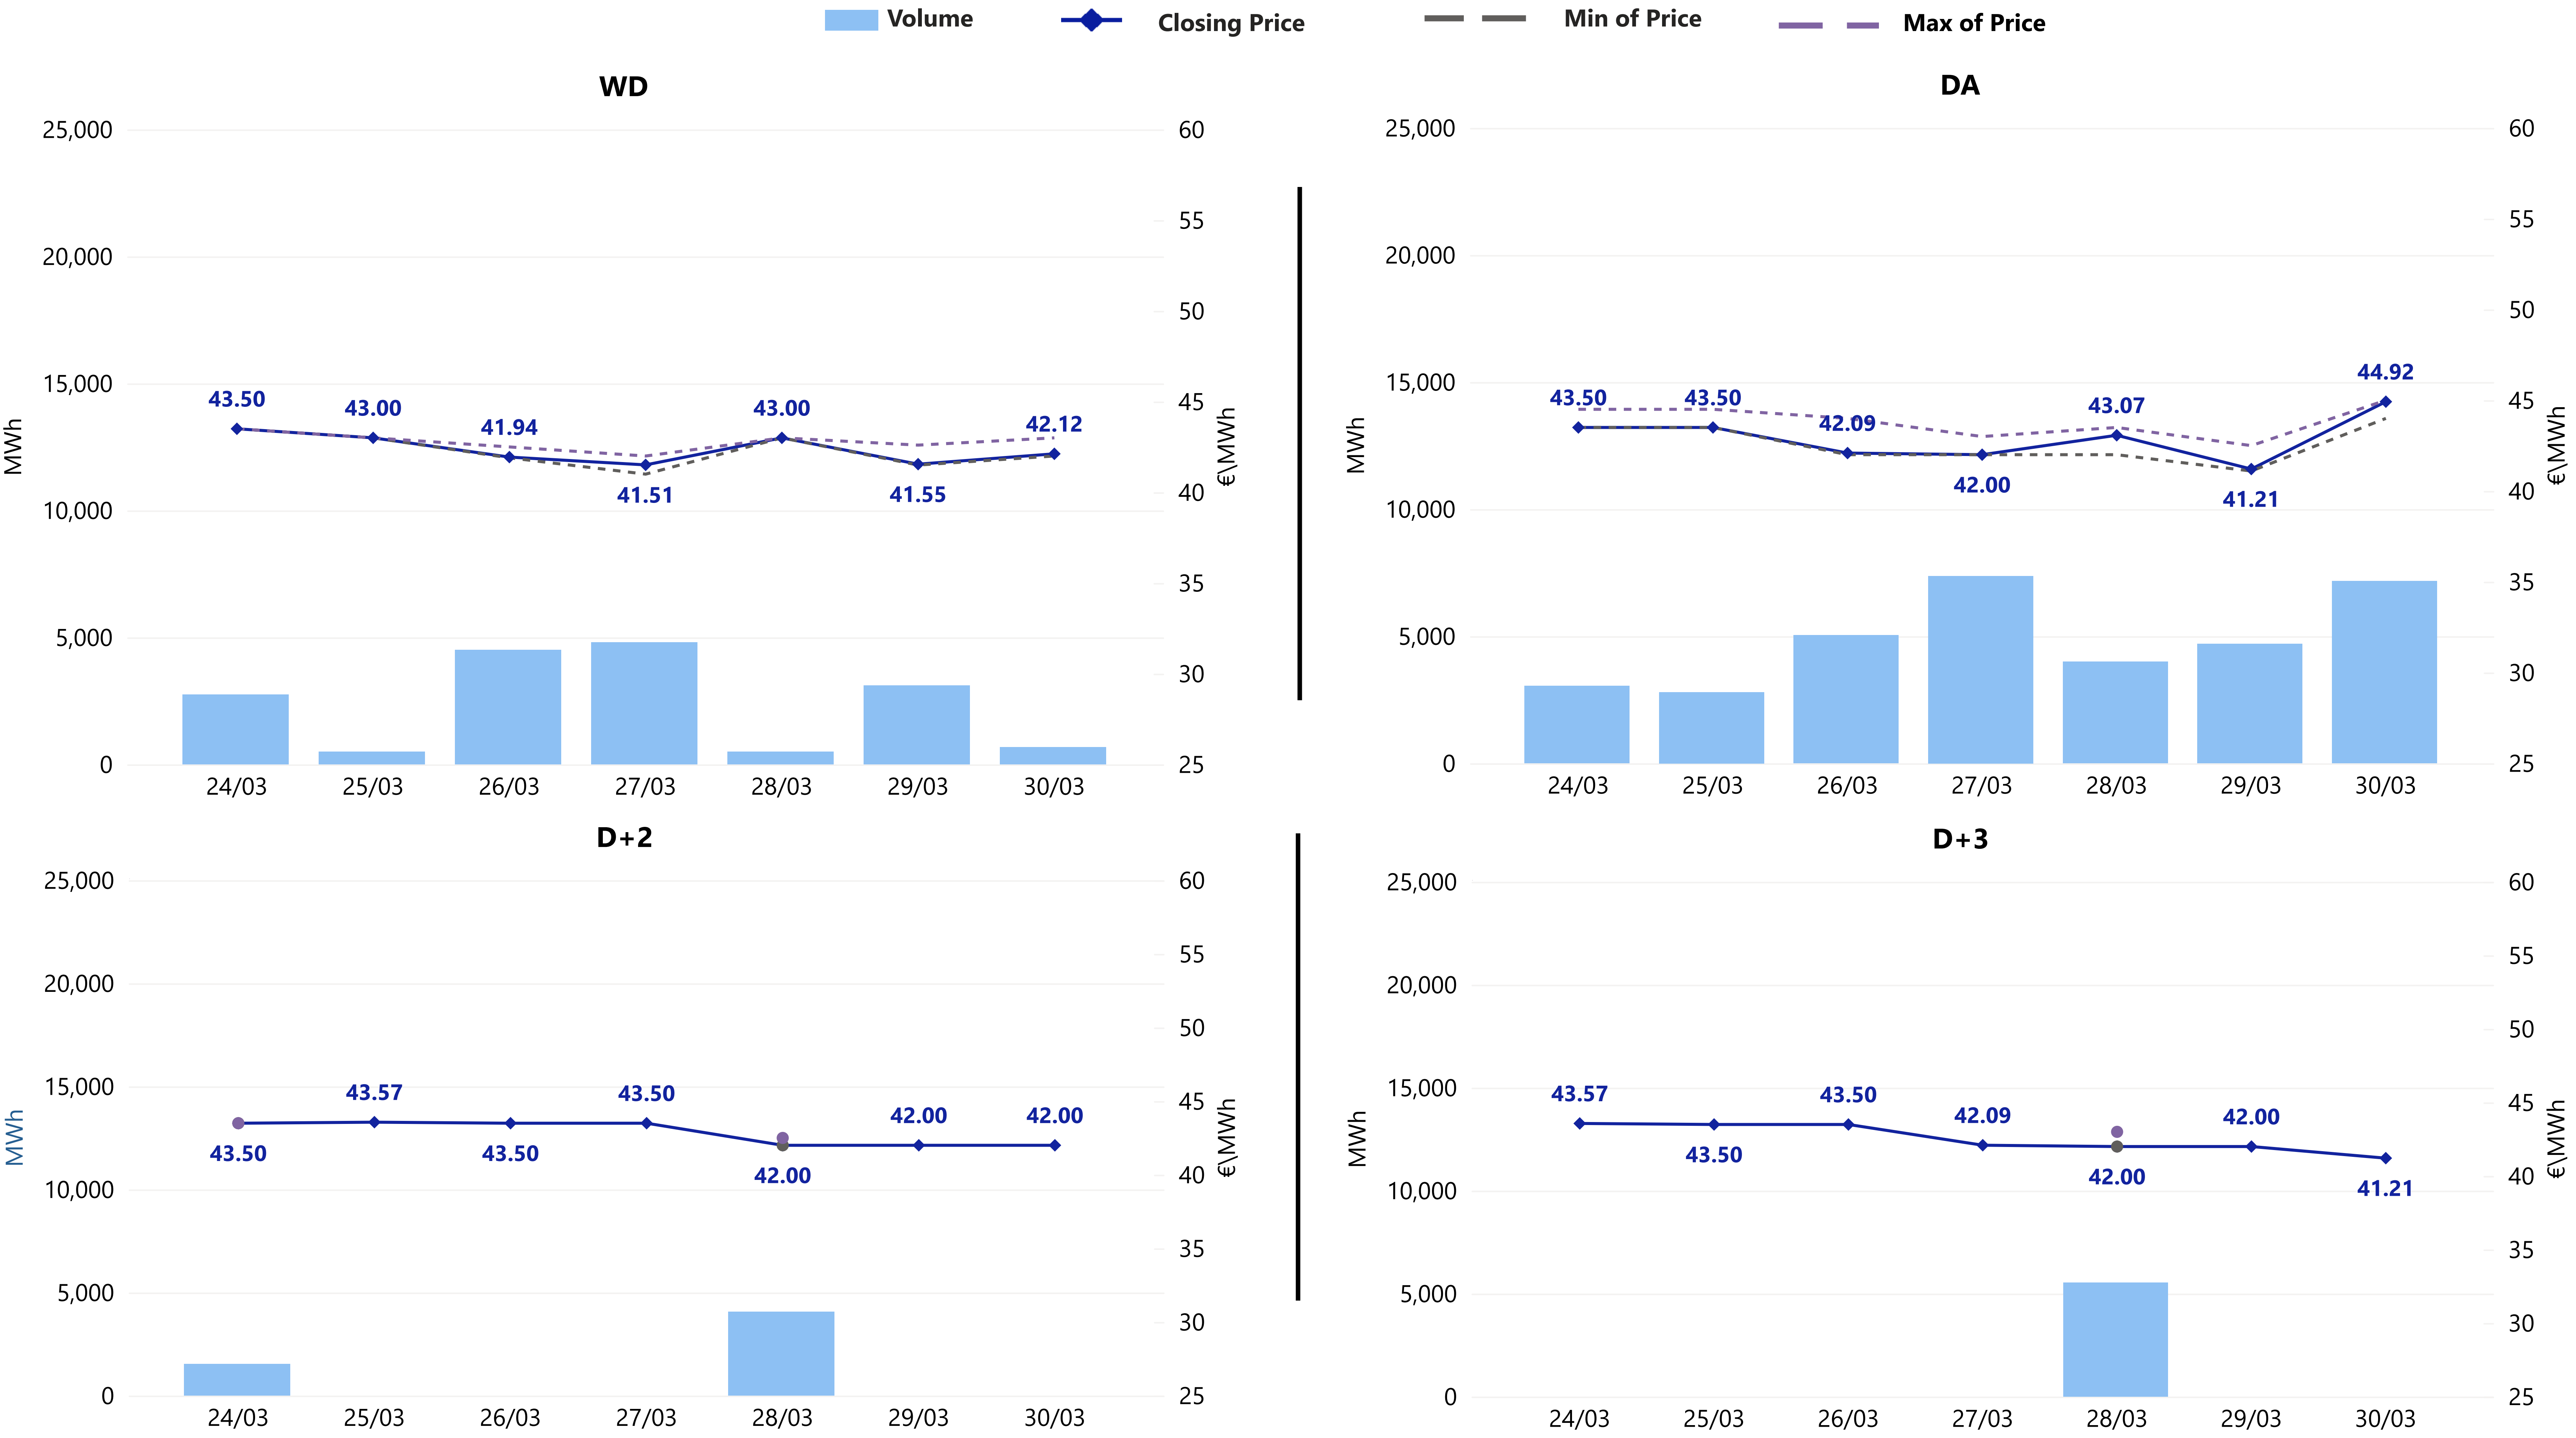 Volume Closing Price Min of Price Max of Price
WD
25,000 60
55
20,000
50
15,000
45
43.50 43.00 41.94 41.51 43.00 41.55 42.12
MWh €\MWh
40
10,000
35
5,000
30
0 25
24/03 25/03 26/03 27/03 28/03 29/03 30/03
DA
25,000 60
55
20,000
50
15,000
45
43.50 43.50 42.09 42.00 43.07 41.21 44.92
MWh €\MWh
40
10,000
35
5,000
30
0 25
24/03 25/03 26/03 27/03 28/03 29/03 30/03
D+2
25,000 60
55
20,000
50
15,000
45
43.50 43.57 43.50 43.50 42.00 42.00 42.00
MWh €\MWh
40
10,000
35
5,000
30
0 25
24/03 25/03 26/03 27/03 28/03 29/03 30/03
D+3
25,000 60
55
20,000
50
15,000
45
43.57 43.50 43.50 42.09 42.00 42.00 41.21
MWh €\MWh
40
10,000
35
5,000
30
0 25
24/03 25/03 26/03 27/03 28/03 29/03 30/03